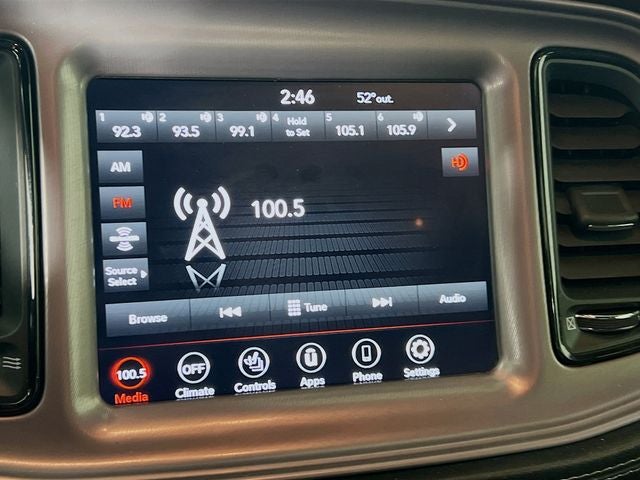 2:46 52° out.
1 92.3 2 93.5 3 99.1 4 Hold to Set 5 105.1 6 105.9
AM
HD
FM
100.5
Source Select
Browse Tune Audio
100.5 OFF
Media Climate Controls Apps Phone Settings